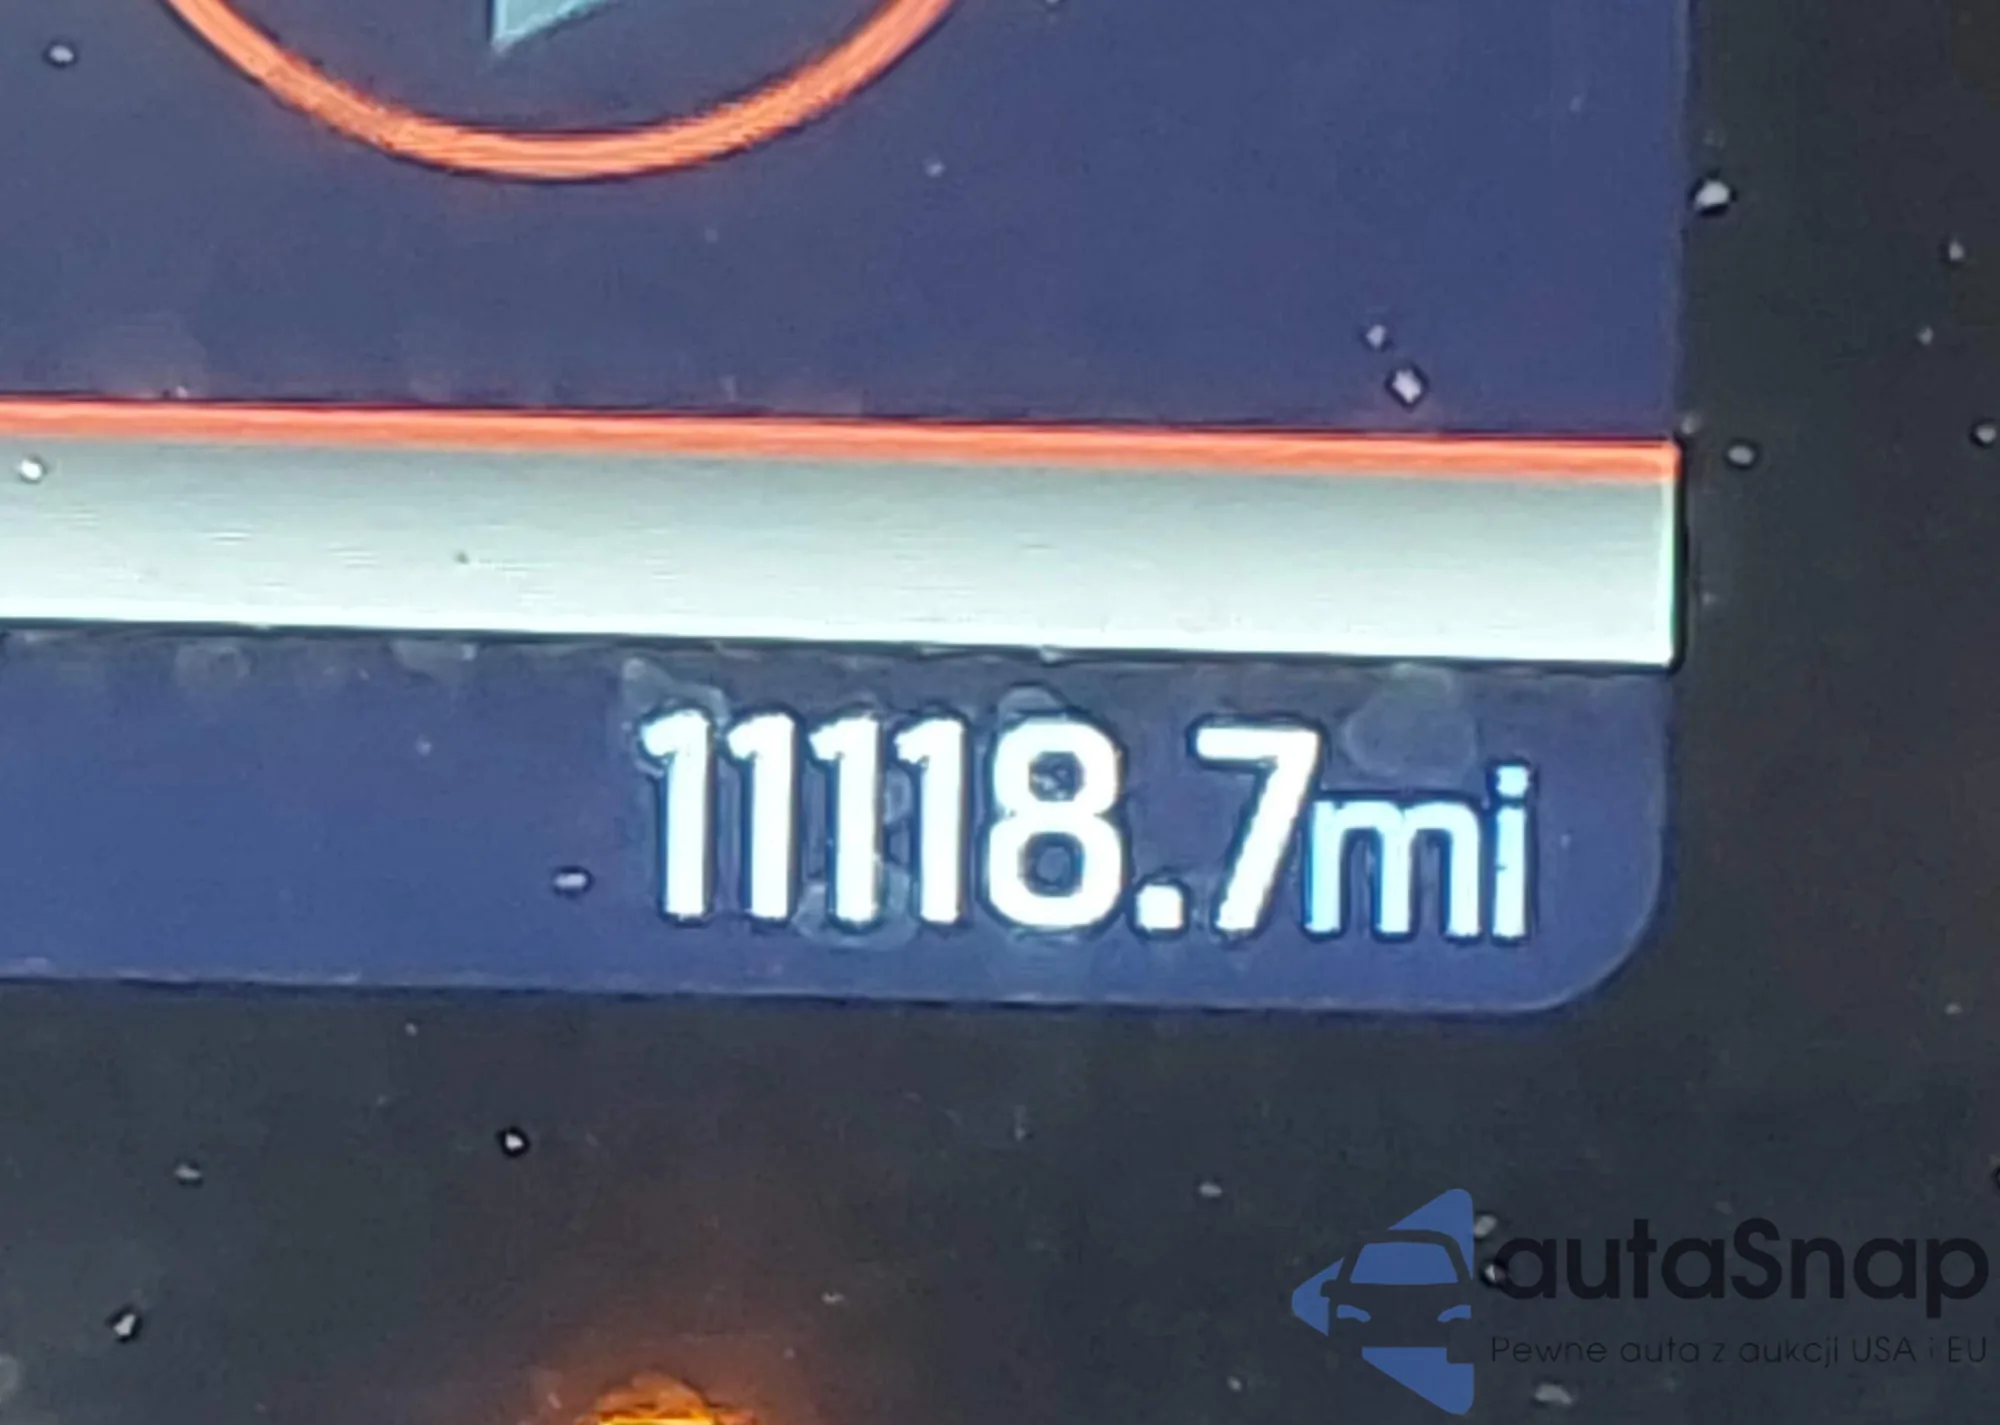 11118.7mi
autaSnap
Pewne auta z aukcji USA i EU